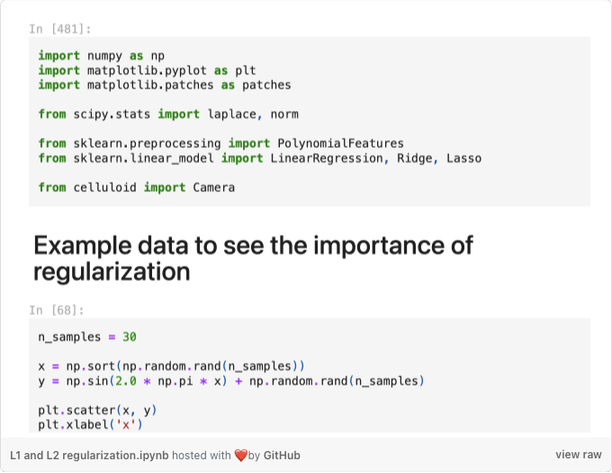 In [481]:
import numpy as np
import matplotlib.pyplot as plt
import matplotlib.patches as patches
from scipy.stats import laplace, norm
from sklearn.preprocessing import PolynomialFeatures
from sklearn.linear_model import LinearRegression, Ridge, Lasso
from celluloid import Camera
Example data to see the importance of
regularization
In [68]:
n_samples = 30
x = np.sort(np.random.rand(n_samples))
y = np.sin(2.0 * np.pi * x) + np.random.rand(n_samples)
plt.scatter(x, y)
plt.xlabel('x')
L1 and L2 regularization.ipynb hosted with ❤ by GitHub view raw